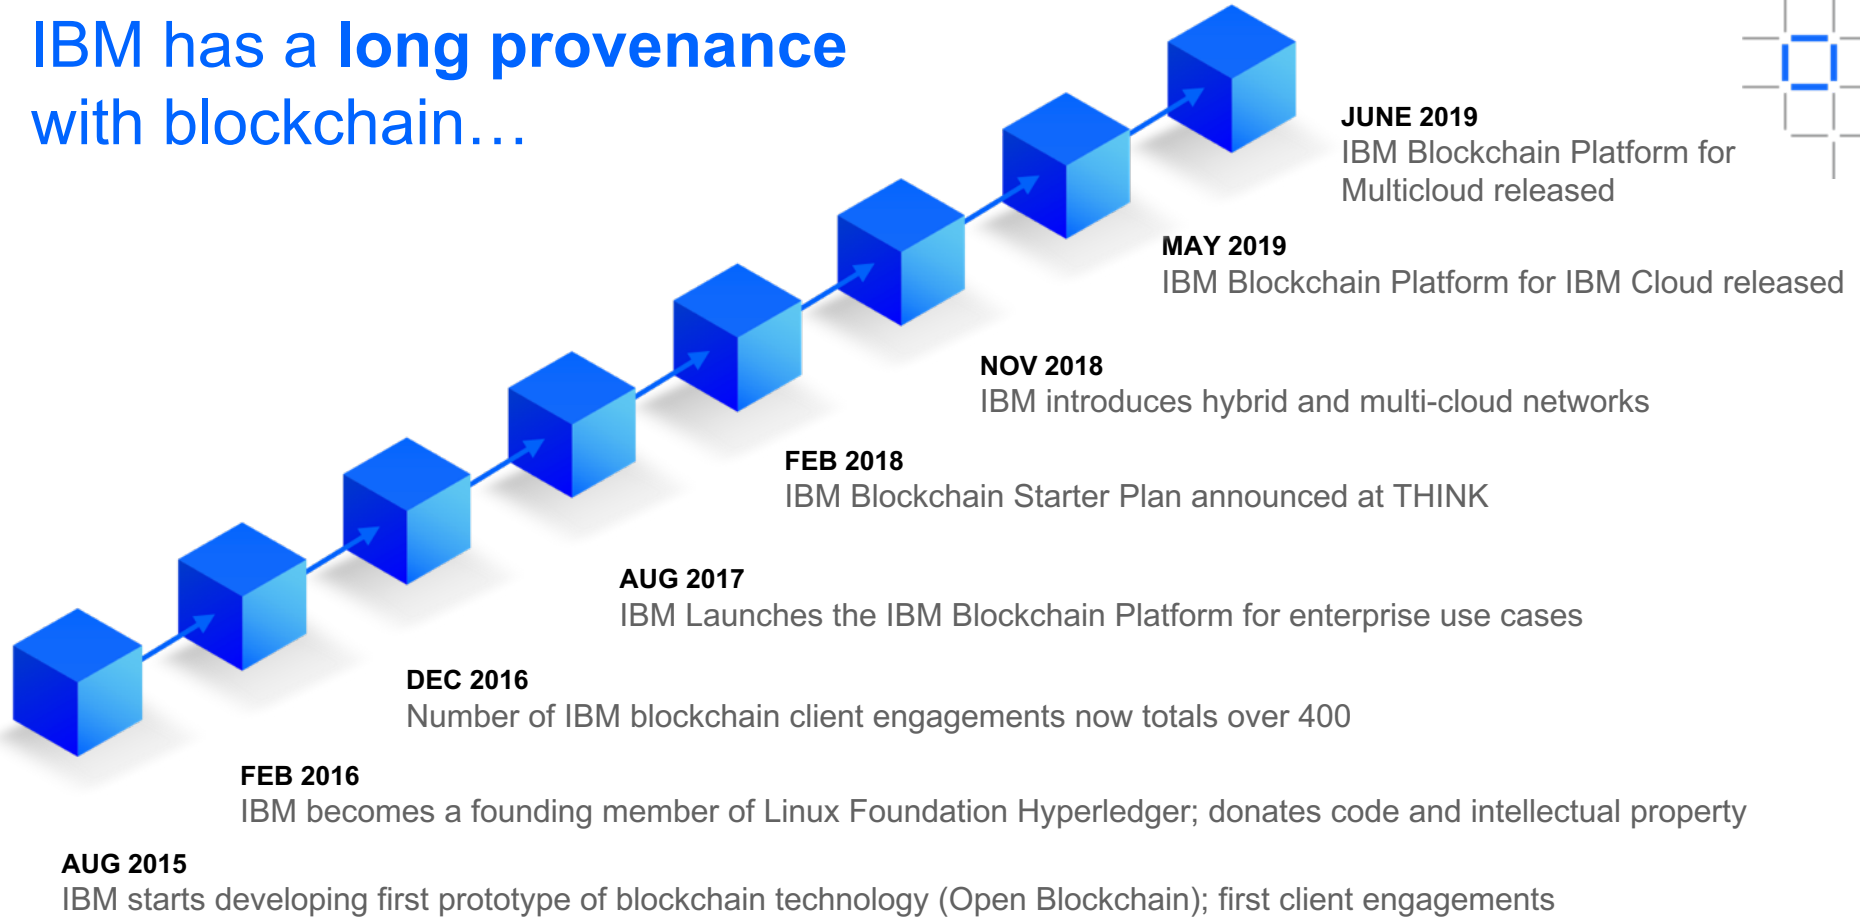 IBM has a long provenance
with blockchain…
JUNE 2019
IBM Blockchain Platform for
Multicloud released
MAY 2019
IBM Blockchain Platform for IBM Cloud released
NOV 2018
IBM introduces hybrid and multi-cloud networks
FEB 2018
IBM Blockchain Starter Plan announced at THINK
AUG 2017
IBM Launches the IBM Blockchain Platform for enterprise use cases
DEC 2016
Number of IBM blockchain client engagements now totals over 400
FEB 2016
IBM becomes a founding member of Linux Foundation Hyperledger; donates code and intellectual property
AUG 2015
IBM starts developing first prototype of blockchain technology (Open Blockchain); first client engagements